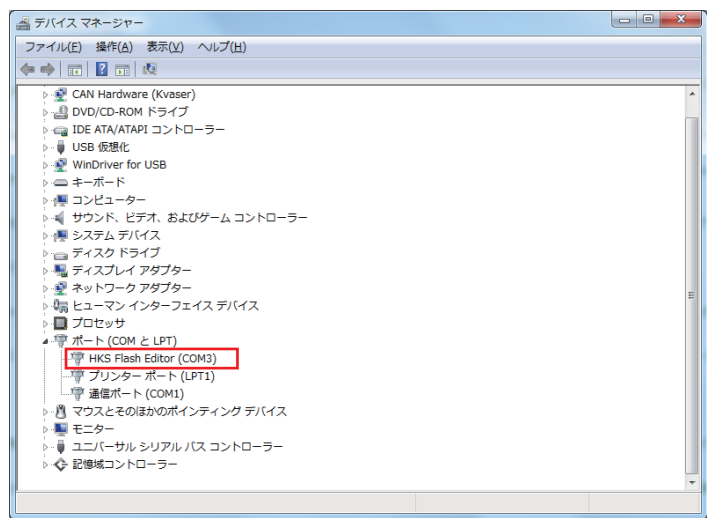 デバイス マネージャー
ファイル(F) 操作(A) 表示(V) ヘルプ(H)
CAN Hardware (Kvaser)
DVD/CD-ROM ドライブ
IDE ATA/ATAPI コントローラー
USB 仮想化
WinDriver for USB
キーボード
コンピューター
サウンド、ビデオ、およびゲーム コントローラー
システム デバイス
ディスク ドライブ
ディスプレイ アダプター
ネットワーク アダプター
ヒューマン インターフェイス デバイス
プロセッサ
ポート (COM と LPT)
HKS Flash Editor (COM3)
プリンター ポート (LPT1)
通信ポート (COM1)
マウスとそのほかのポインティング デバイス
モニター
ユニバーサル シリアル バス コントローラー
記憶域コントローラー